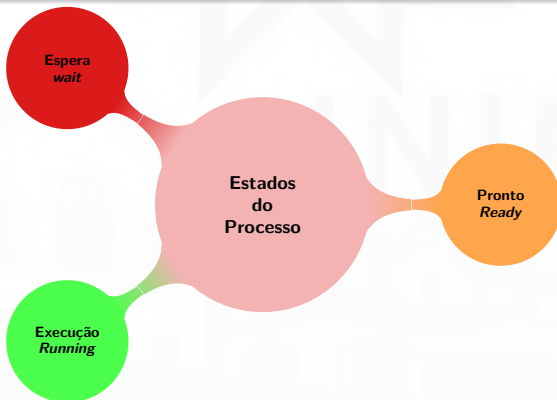 Espera
wait
Estados
do
Processo
Pronto
Ready
Execução
Running